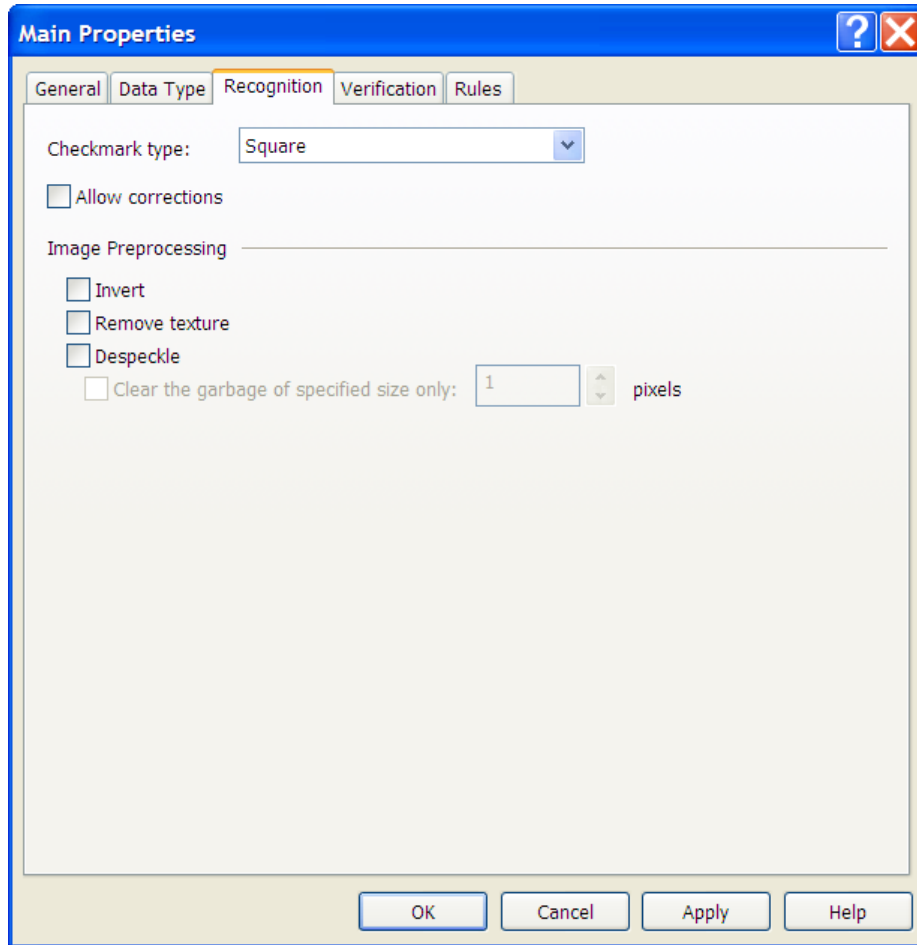 Main Properties
General Data Type Recognition Verification Rules
Checkmark type: Square
Allow corrections
Image Preprocessing
Invert
Remove texture
Despeckle
Clear the garbage of specified size only: 1 pixels
OK Cancel Apply Help